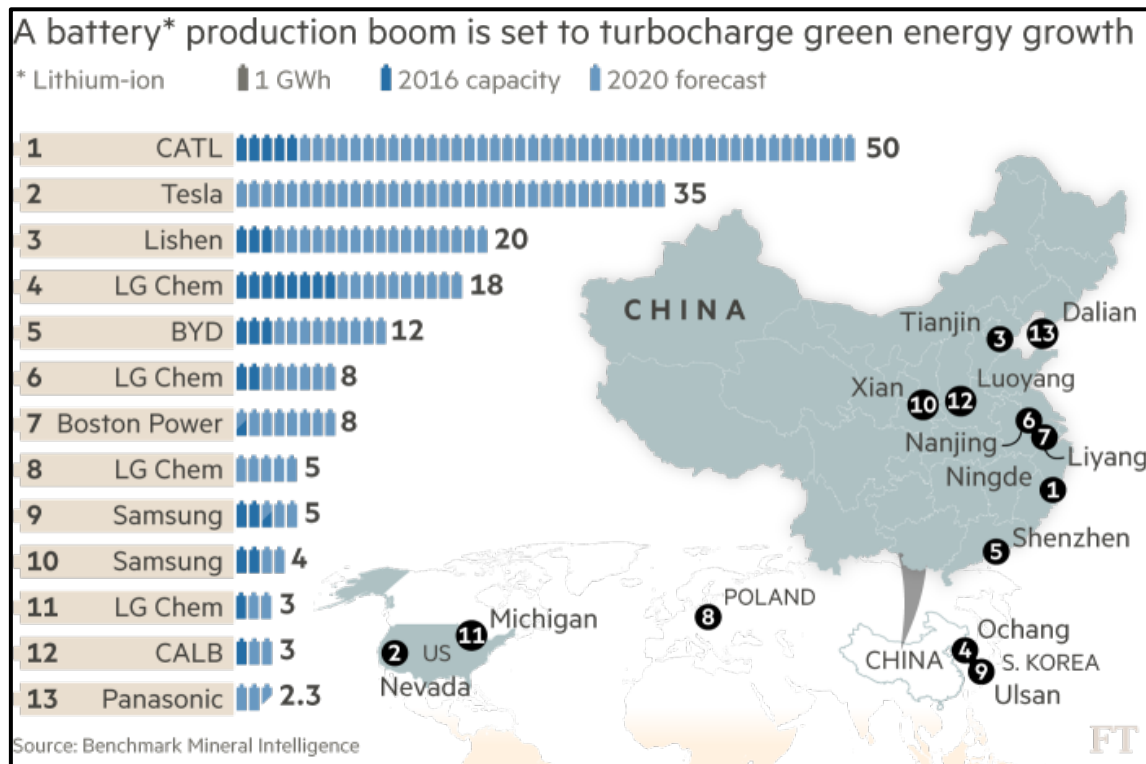 A battery* production boom is set to turbocharge green energy growth
* Lithium-ion 1 GWh 2016 capacity 2020 forecast
1 CATL 50
2 Tesla 35
3 Lishen 20
4 LG Chem 18
5 BYD 12
6 LG Chem 8
7 Boston Power 8
8 LG Chem 5
9 Samsung 5
10 Samsung 4
11 LG Chem 3
12 CALB 3
13 Panasonic 2.3
CHINA
Tianjin 3
13 Dalian
Xian 10
12 Luoyang
Nanjing 6
7 Liyang
Ningde 1
5 Shenzhen
8 POLAND
11 Michigan
2 US
Nevada
CHINA
4 Ochang
9 S. KOREA
Ulsan
Source: Benchmark Mineral Intelligence
FT